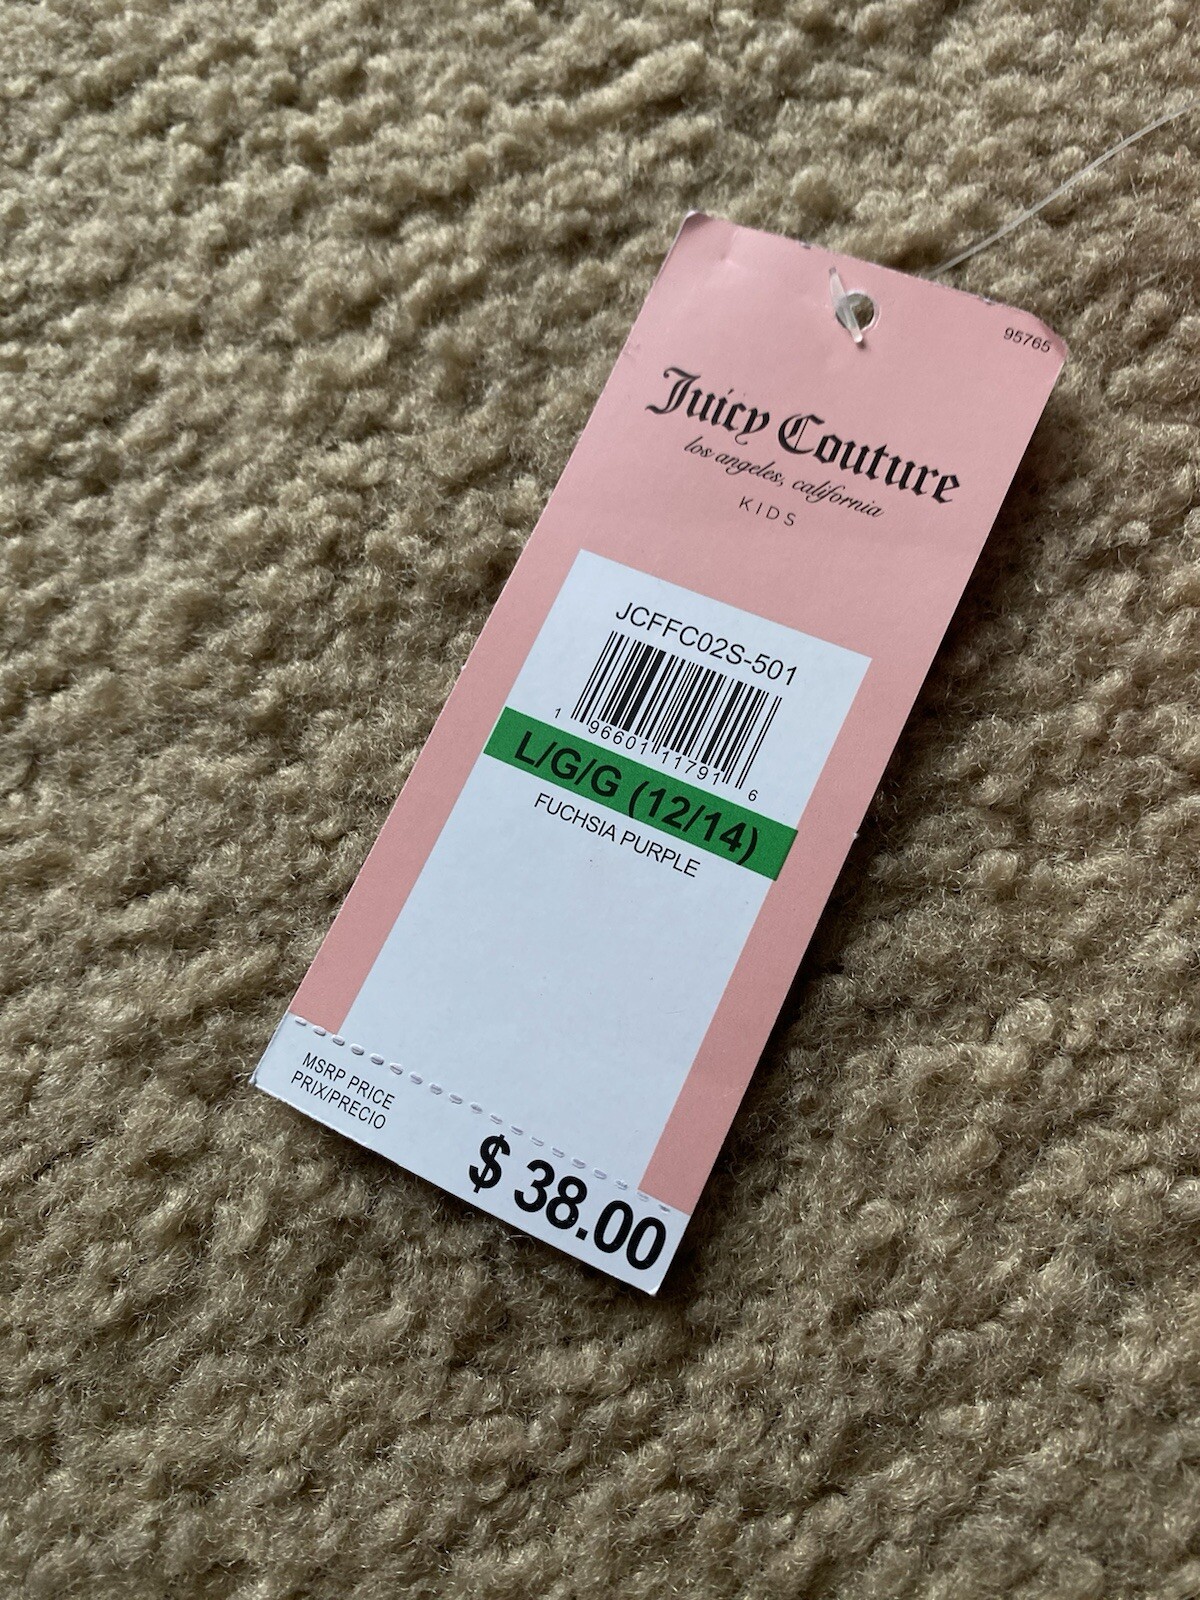 95765
Juicy Couture
los angeles, california
KIDS
JCFFC02S-501
1 96601 11791 6
L/G/G (12/14)
FUCHSIA PURPLE
MSRP PRICE
PRIX/PRECIO
$ 38.00